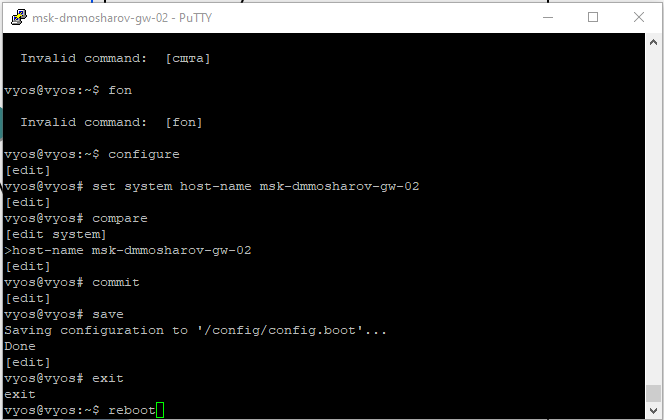 msk-dmmosharov-gw-02 - PuTTY
Invalid command: [сщта]
vyos@vyos:~$ fon
Invalid command: [fon]
vyos@vyos:~$ configure
[edit]
vyos@vyos# set system host-name msk-dmmosharov-gw-02
[edit]
vyos@vyos# compare
[edit system]
>host-name msk-dmmosharov-gw-02
[edit]
vyos@vyos# commit
[edit]
vyos@vyos# save
Saving configuration to '/config/config.boot'...
Done
[edit]
vyos@vyos# exit
exit
vyos@vyos:~$ reboot